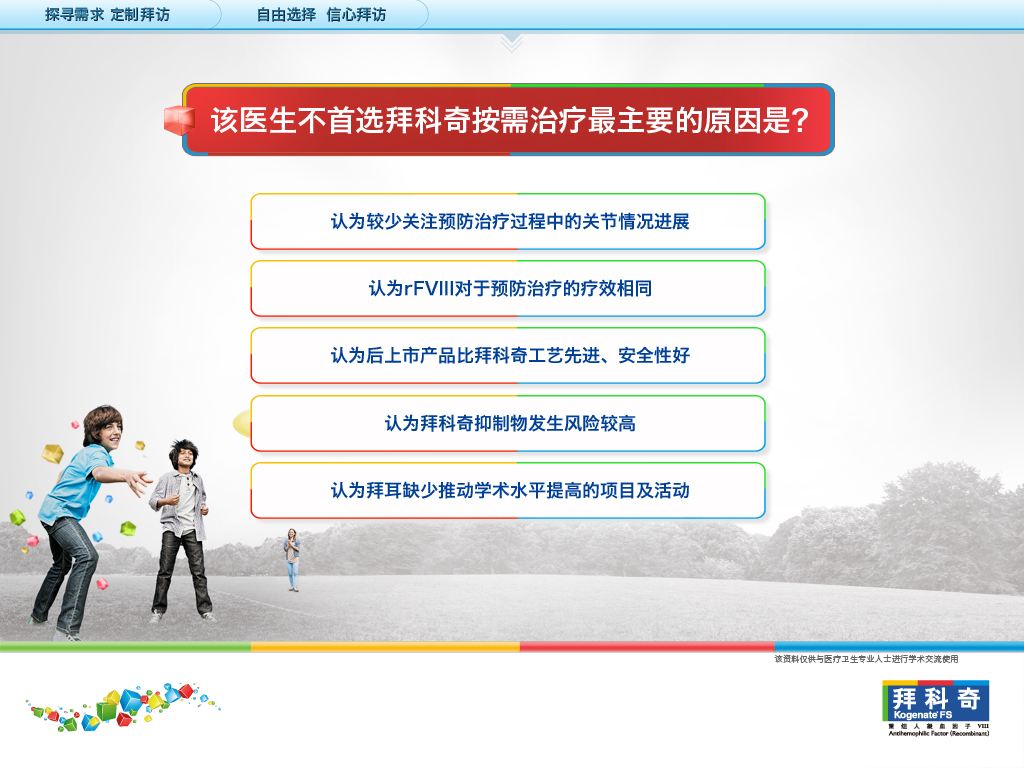 探寻需求 定制拜访
自由选择 信心拜访
该医生不首选拜科奇按需治疗最主要的原因是？
认为较少关注预防治疗过程中的关节情况进展
认为rFVIII对于预防治疗的疗效相同
认为后上市产品比拜科奇工艺先进、安全性好
认为拜科奇抑制物发生风险较高
认为拜耳缺少推动学术水平提高的项目及活动
该资料仅供与医疗卫生专业人士进行学术交流使用
拜科奇
Kogenate® FS
重组人凝血因子 VIII
Antihemophilic Factor (Recombinant)